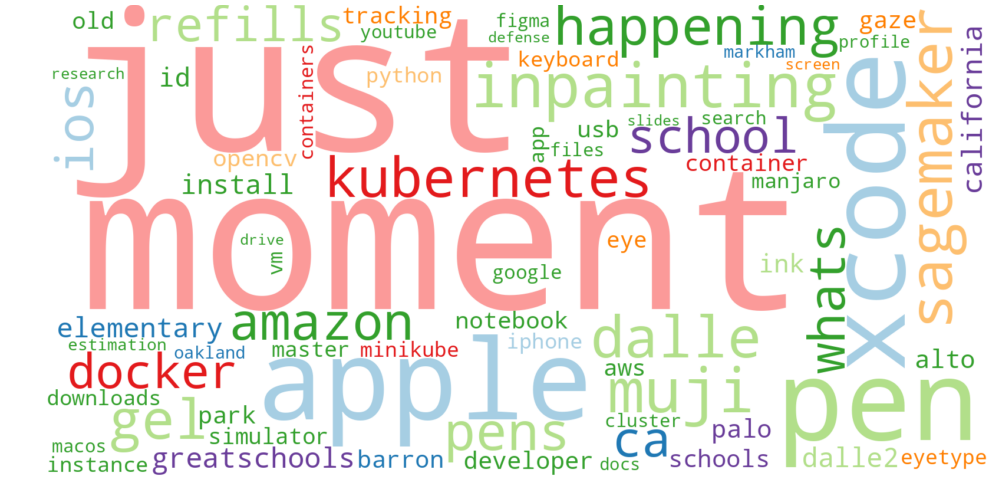 old
refills
tracking
youtube
figma
defense
happening
gaze
profile
just
research
ios
id
containers
python
keyboard
inpainting
markham
screen
xcode
sagemaker
california
opencv
install
app
usb
files
slides
search
school
container
manjaro
kubernetes
moment
drive
vm
google
eye
ink
whats
elementary
estimation
oakland
amazon
master
minikube
notebook
iphone
dalle
aws
alto
docker
downloads
apple
muji
pen
gel
park
simulator
pens
cluster
ca
palo
macos
instance
greatschools
barron
developer
docs
schools
dalle2
eyetype